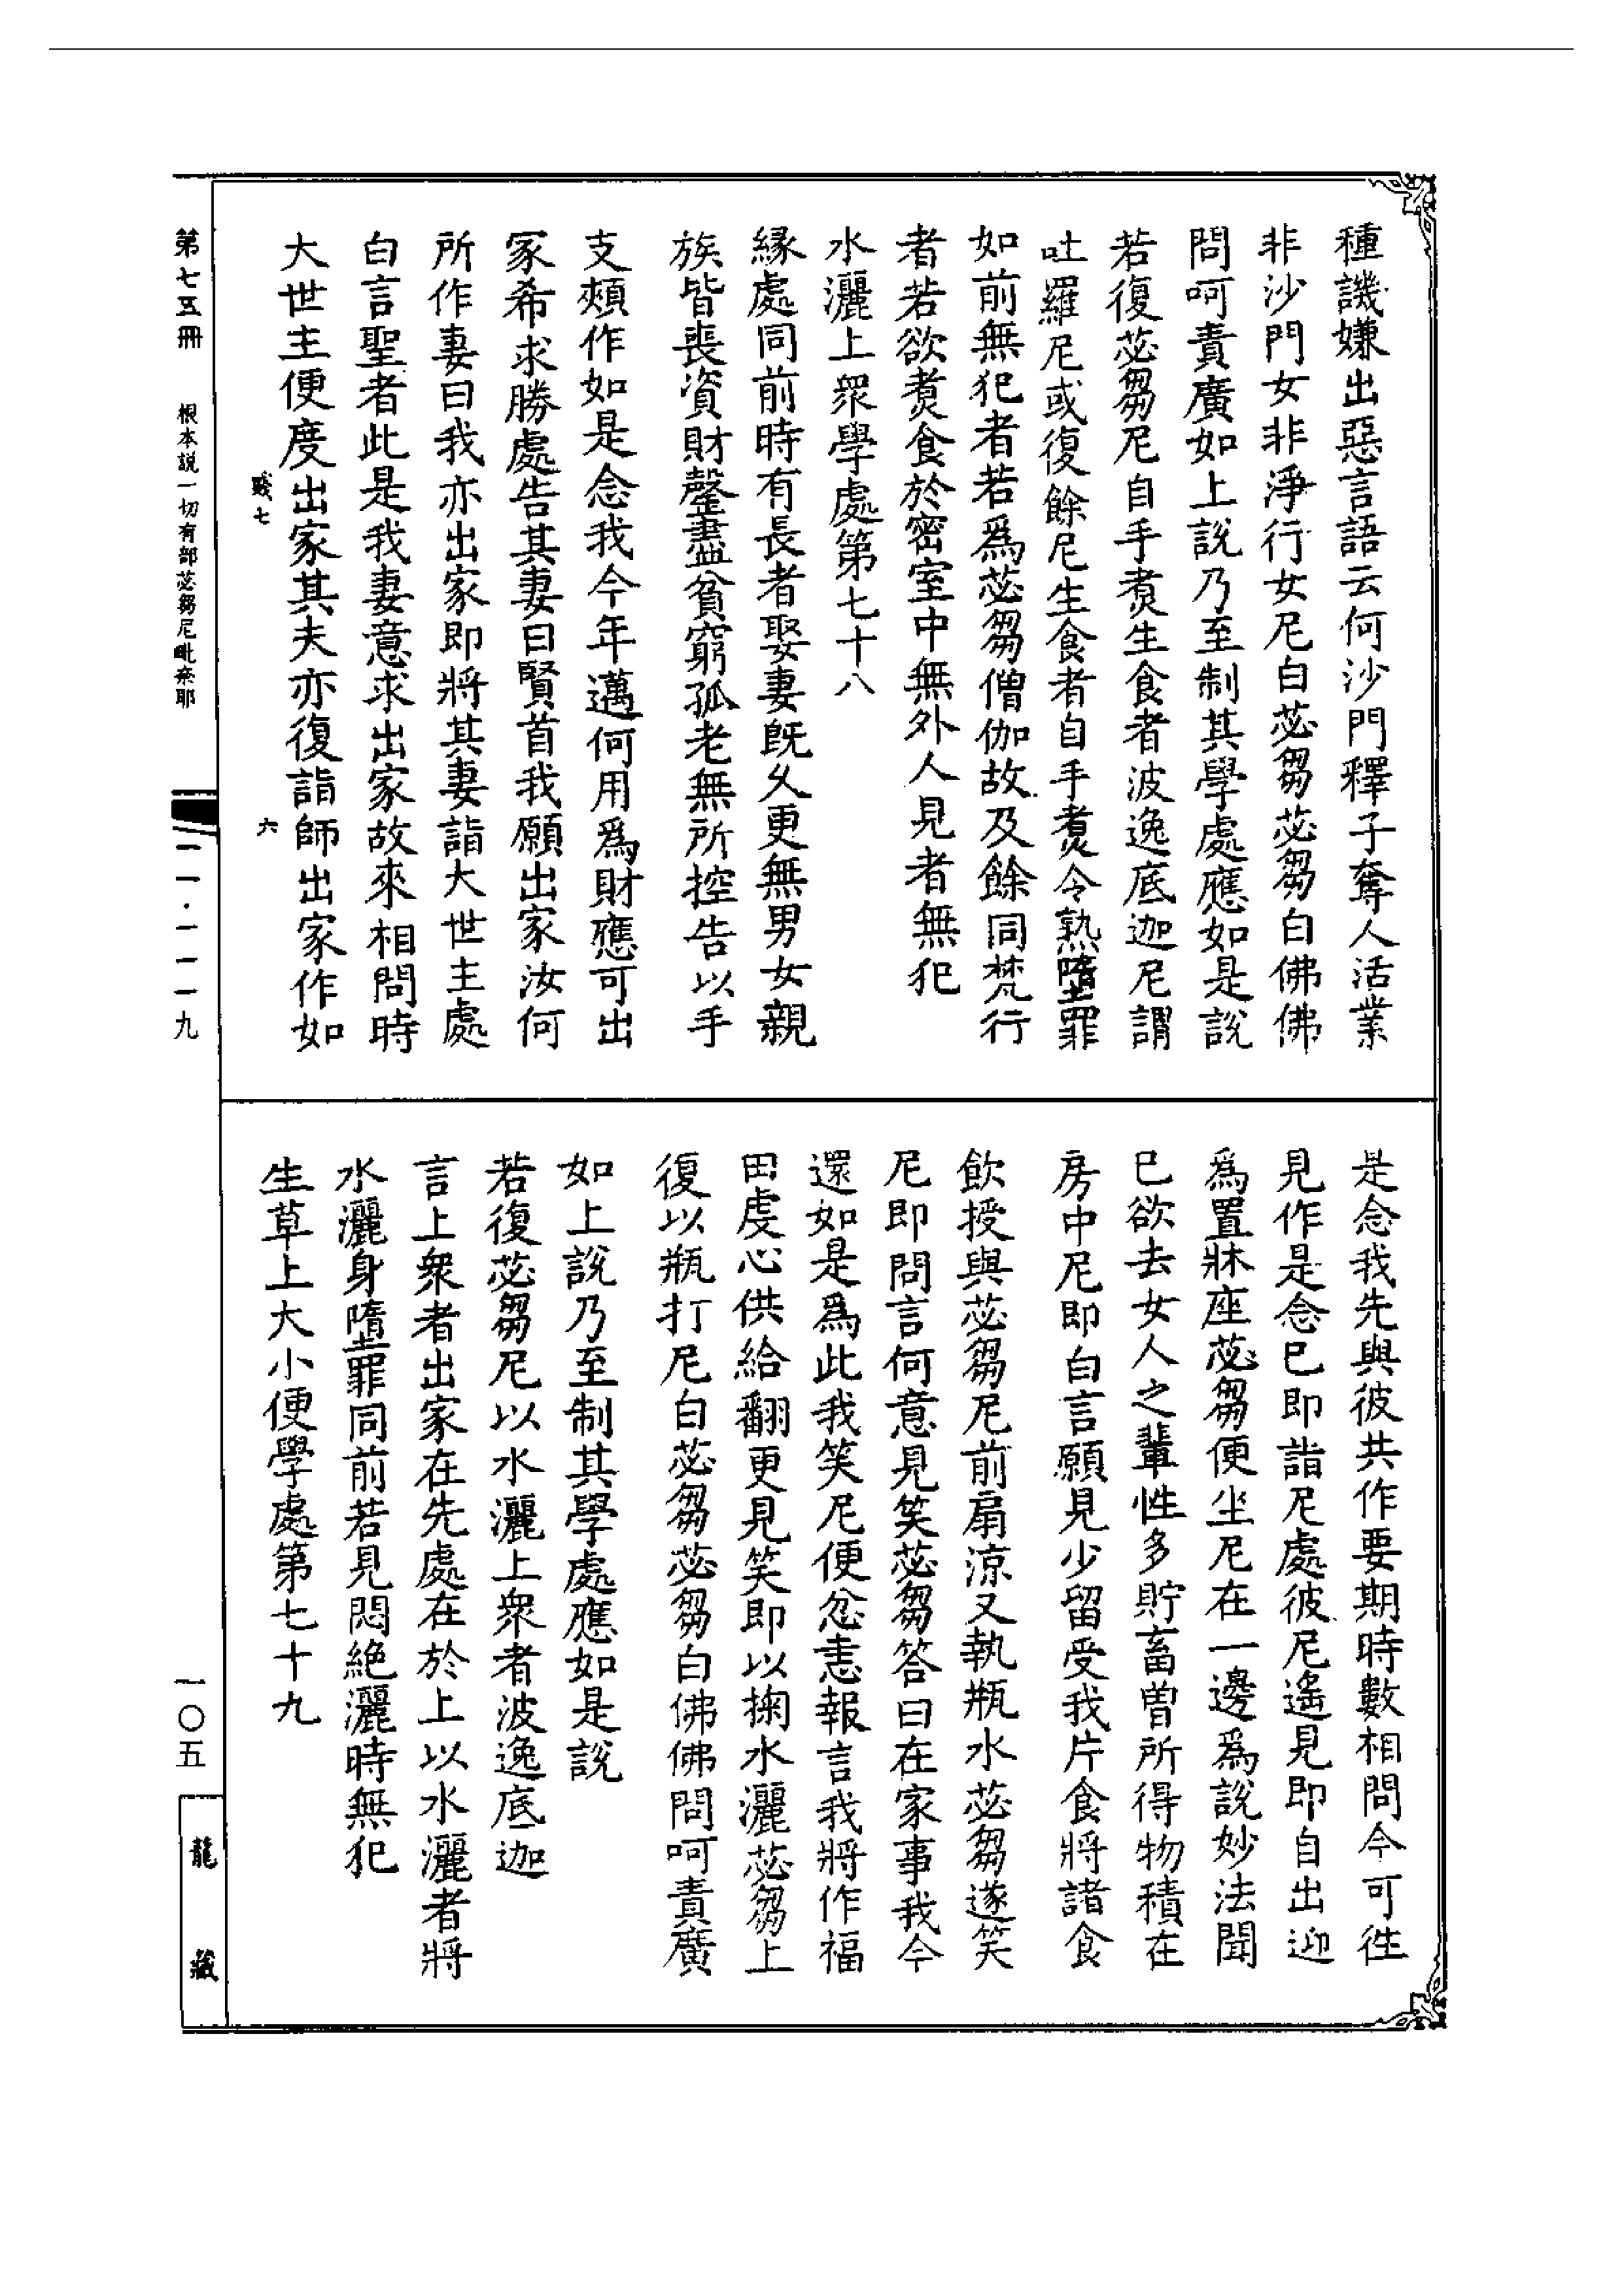 種譏嫌出惡言語云何沙門釋子奪人活業
非沙門女非淨行女尼白苾芻苾芻白佛佛
問呵責廣如上說乃至制其學處應如是說
若復苾芻尼自手煑生食者波逸底迦尼謂
吐羅尼或復餘尼生食者自手煑令熟墮罪
如前無犯者若為苾芻僧伽故及餘同梵行
者若欲煑食於密室中無外人見者無犯
水灑上眾學處第七十八
緣處同前時有長者娶妻既久更無男女親
族皆喪資財罄盡貧窮孤老無所控告以手
支頰作如是念我今年邁何用為財應可出
家希求勝處告其妻曰賢首我願出家汝何
所作妻曰我亦出家即將其妻詣大世主處
白言聖者此是我妻意求出家故來相問時
大世主便度出家其夫亦復詣師出家作如
是念我先與彼共作要期時數相問今可往
見作是念已即詣尼處彼尼遙見即自出迎
為置牀座苾芻便坐尼在一邊為說妙法聞
已欲去女人之輩性多貯畜曾所得物積在
房中尼即白言願見少留受我片食將諸食
飲授與苾芻尼前扇涼又執瓶水苾芻遂笑
尼即問言何意見笑苾芻答曰在家事我今
還如是為此我笑尼便忿恚報言我將作福
田虔心供給翻更見笑即以掬水灑苾芻上
復以瓶打尼白苾芻苾芻白佛佛問呵責廣
如上說乃至制其學處應如是說
若復苾芻尼以水灑上眾者波逸底迦
言上眾者出家在先處在於上以水灑者將
水灑身墮罪同前若見悶絕灑時無犯
生草上大小便學處第七十九
賤七　六
第七五冊　根本說一切有部苾芻尼毗奈耶
一一·一一一九
一〇五
龍藏